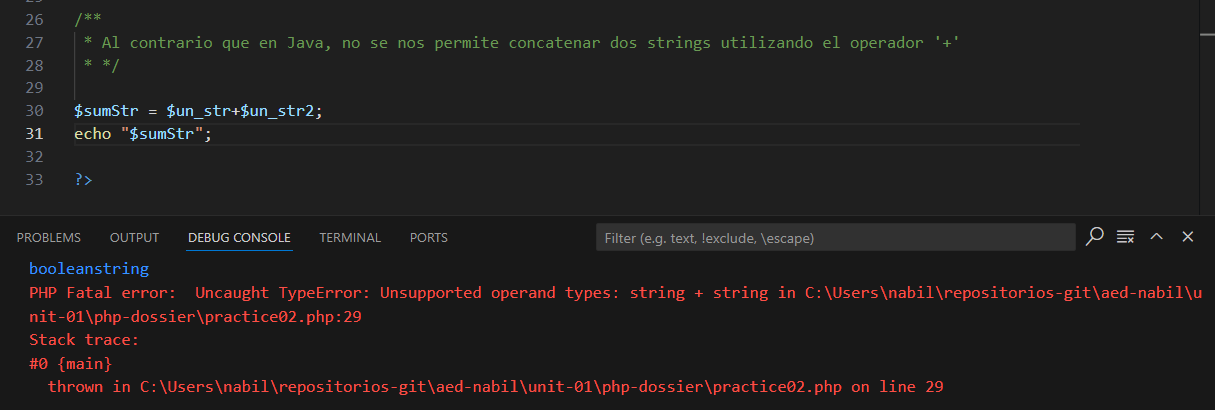 26 /**
27 * Al contrario que en Java, no se nos permite concatenar dos strings utilizando el operador '+'
28 * */
29
30 $sumStr = $un_str+$un_str2;
31 echo "$sumStr";
32
33 ?>
PROBLEMS OUTPUT DEBUG CONSOLE TERMINAL PORTS Filter (e.g. text, !exclude, \escape)
booleanstring
PHP Fatal error:  Uncaught TypeError: Unsupported operand types: string + string in C:\Users\nabil\repositorios-git\aed-nabil\u
nit-01\php-dossier\practice02.php:29
Stack trace:
#0 {main}
  thrown in C:\Users\nabil\repositorios-git\aed-nabil\unit-01\php-dossier\practice02.php on line 29